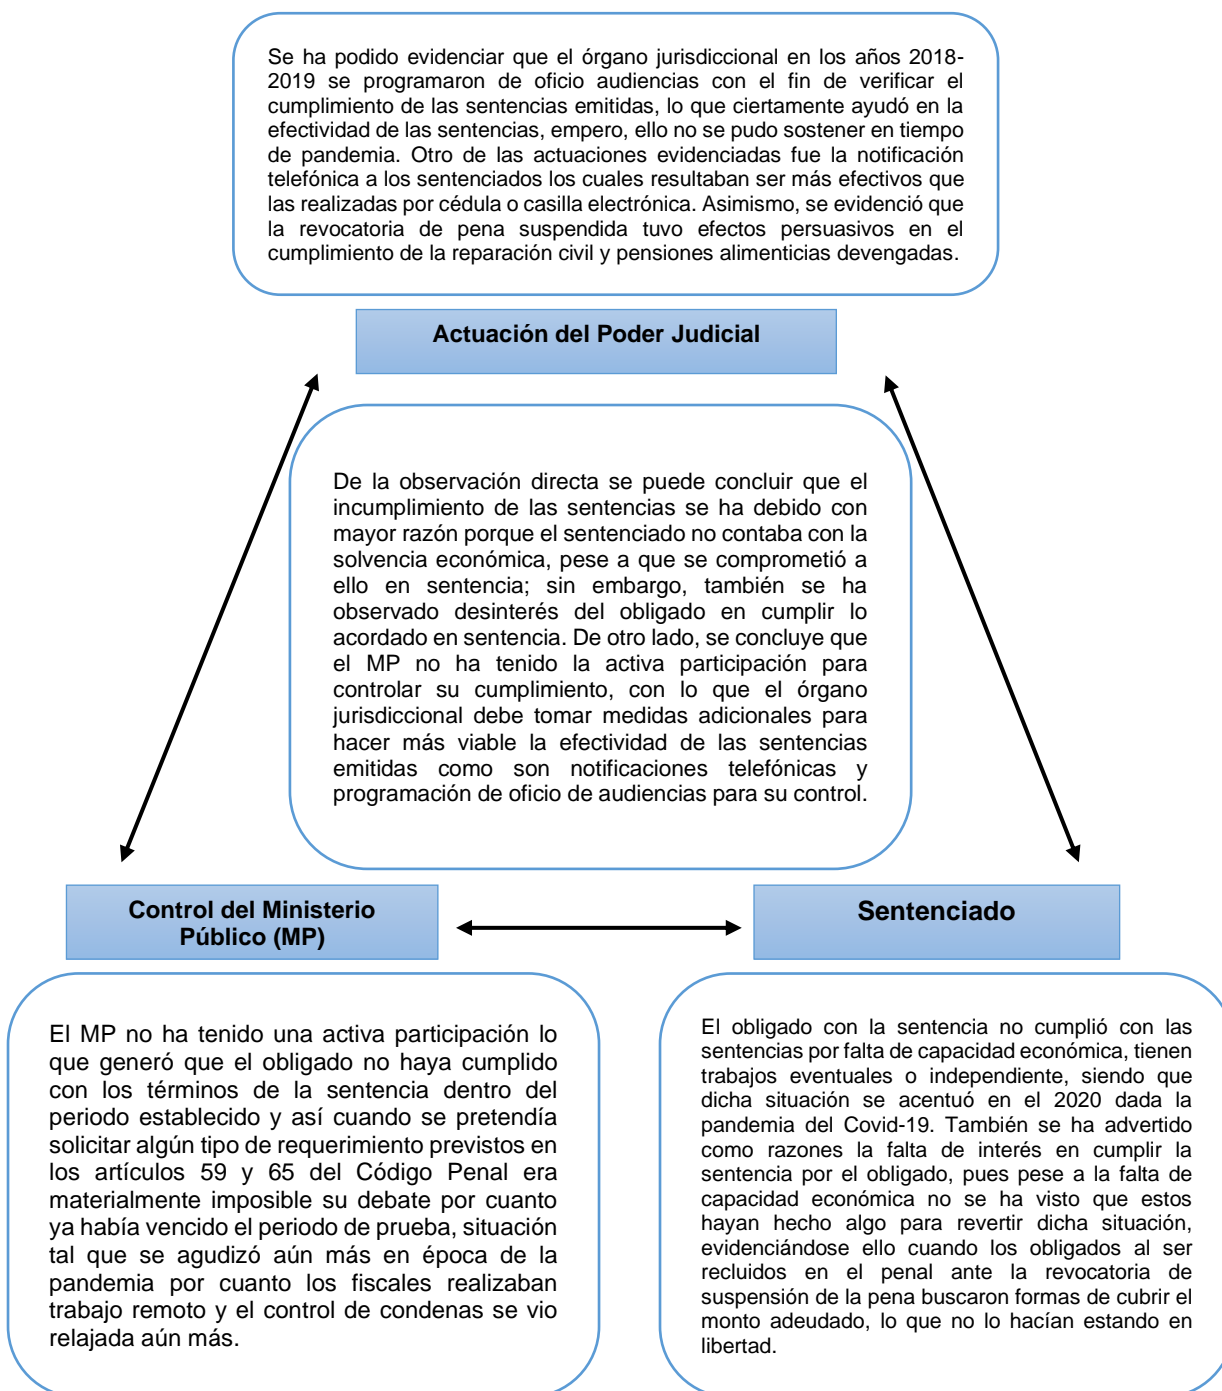 Se ha podido evidenciar que el órgano jurisdiccional en los años 2018-
2019 se programaron de oficio audiencias con el fin de verificar el
cumplimiento de las sentencias emitidas, lo que ciertamente ayudó en la
efectividad de las sentencias, empero, ello no se pudo sostener en tiempo
de pandemia. Otro de las actuaciones evidenciadas fue la notificación
telefónica a los sentenciados los cuales resultaban ser más efectivos que
las realizadas por cédula o casilla electrónica. Asimismo, se evidenció que
la revocatoria de pena suspendida tuvo efectos persuasivos en el
cumplimiento de la reparación civil y pensiones alimenticias devengadas.
Actuación del Poder Judicial
De la observación directa se puede concluir que el
incumplimiento de las sentencias se ha debido con
mayor razón porque el sentenciado no contaba con la
solvencia económica, pese a que se comprometió a
ello en sentencia; sin embargo, también se ha
observado desinterés del obligado en cumplir lo
acordado en sentencia. De otro lado, se concluye que
el MP no ha tenido la activa participación para
controlar su cumplimiento, con lo que el órgano
jurisdiccional debe tomar medidas adicionales para
hacer más viable la efectividad de las sentencias
emitidas como son notificaciones telefónicas y
programación de oficio de audiencias para su control.
Control del Ministerio
Público (MP)
Sentenciado
El MP no ha tenido una activa participación lo
que generó que el obligado no haya cumplido
con los términos de la sentencia dentro del
periodo establecido y así cuando se pretendía
solicitar algún tipo de requerimiento previstos en
los artículos 59 y 65 del Código Penal era
materialmente imposible su debate por cuanto
ya había vencido el periodo de prueba, situación
tal que se agudizó aún más en época de la
pandemia por cuanto los fiscales realizaban
trabajo remoto y el control de condenas se vio
relajada aún más.
El obligado con la sentencia no cumplió con las
sentencias por falta de capacidad económica, tienen
trabajos eventuales o independiente, siendo que
dicha situación se acentuó en el 2020 dada la
pandemia del Covid-19. También se ha advertido
como razones la falta de interés en cumplir la
sentencia por el obligado, pues pese a la falta de
capacidad económica no se ha visto que estos
hayan hecho algo para revertir dicha situación,
evidenciándose ello cuando los obligados al ser
recluidos en el penal ante la revocatoria de
suspensión de la pena buscaron formas de cubrir el
monto adeudado, lo que no lo hacían estando en
libertad.